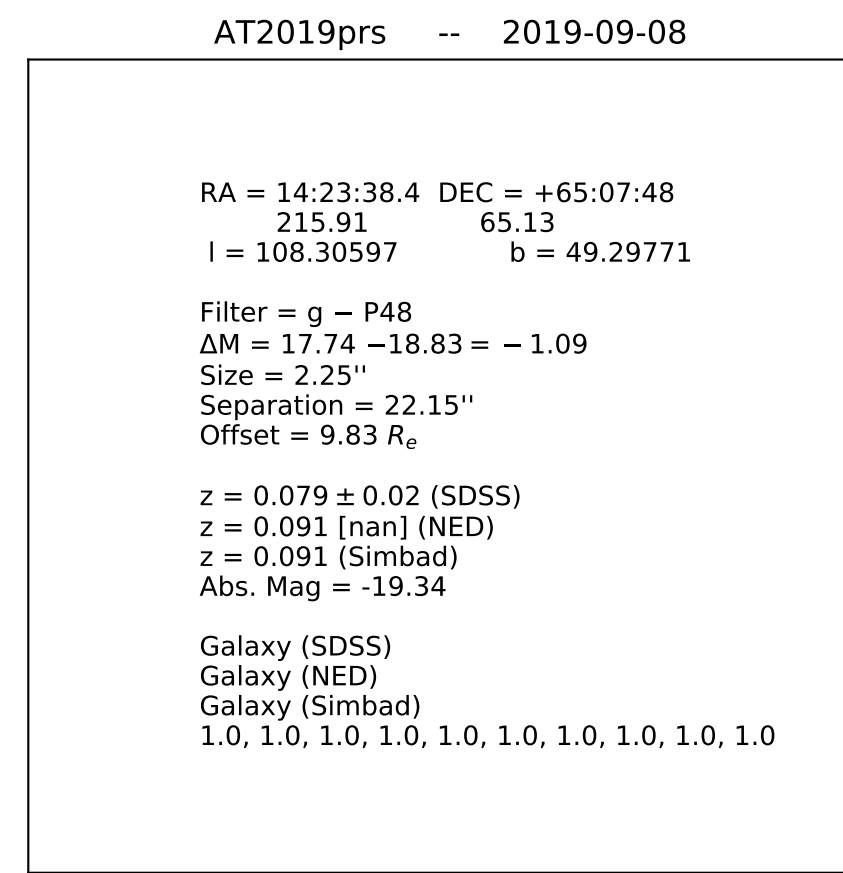 AT2019prs -- 2019-09-08
RA = 14:23:38.4 DEC = +65:07:48
215.91 65.13
l = 108.30597 b = 49.29771
Filter = g − P48
ΔM = 17.74 −18.83 = − 1.09
Size = 2.25''
Separation = 22.15''
Offset = 9.83 Rₑ
z = 0.079 ± 0.02 (SDSS)
z = 0.091 [nan] (NED)
z = 0.091 (Simbad)
Abs. Mag = -19.34
Galaxy (SDSS)
Galaxy (NED)
Galaxy (Simbad)
1.0, 1.0, 1.0, 1.0, 1.0, 1.0, 1.0, 1.0, 1.0, 1.0